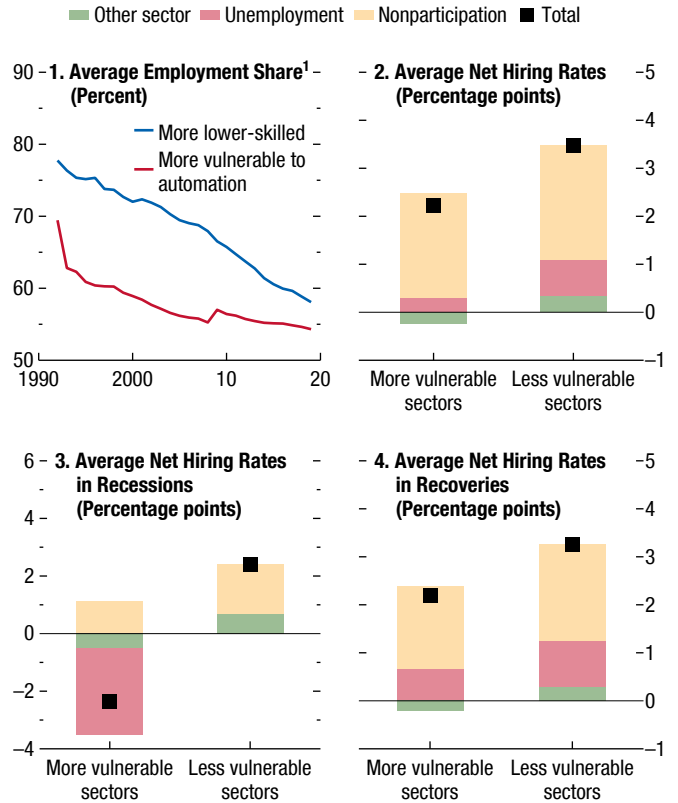 Other sector Unemployment Nonparticipation Total
1. Average Employment Share¹
(Percent)
90
80
70
60
50
1990 2000 10 20
More lower-skilled
More vulnerable to
automation
2. Average Net Hiring Rates
(Percentage points)
5
4
3
2
1
0
–1
More vulnerable
sectors
Less vulnerable
sectors
3. Average Net Hiring Rates
in Recessions
(Percentage points)
6
4
2
0
–2
–4
More vulnerable
sectors
Less vulnerable
sectors
4. Average Net Hiring Rates
in Recoveries
(Percentage points)
5
4
3
2
1
0
–1
More vulnerable
sectors
Less vulnerable
sectors